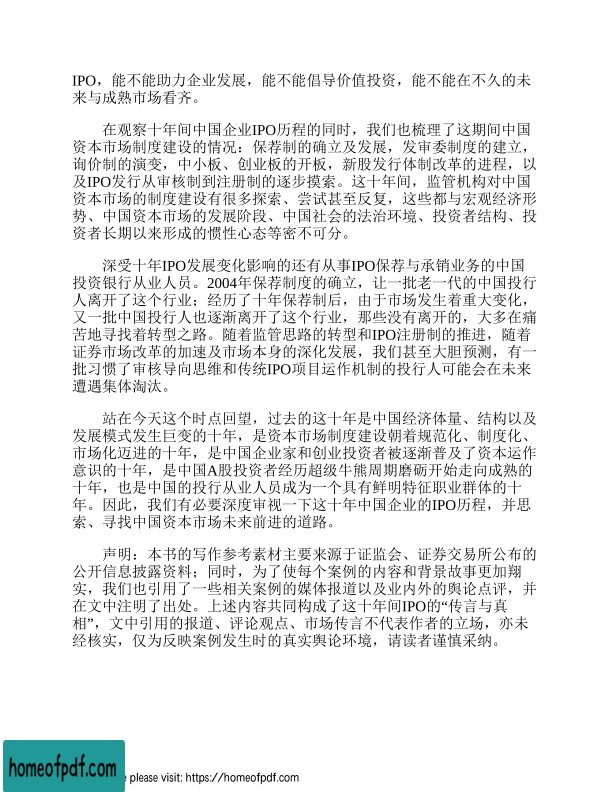 IPO，能不能助力企业发展，能不能倡导价值投资，能不能在不久的未
来与成熟市场看齐。
在观察十年间中国企业IPO历程的同时，我们也梳理了这期间中国
资本市场制度建设的情况：保荐制的确立及发展，发审委制度的建立，
询价制的演变，中小板、创业板的开板，新股发行体制改革的进程，以
及IPO发行从审核制到注册制的逐步摸索。这十年间，监管机构对中国
资本市场的制度建设有很多探索、尝试甚至反复，这些都与宏观经济形
势、中国资本市场的发展阶段、中国社会的法治环境、投资者结构、投
资者长期以来形成的惯性心态等密不可分。
深受十年IPO发展变化影响的还有从事IPO保荐与承销业务的中国
投资银行从业人员。2004年保荐制度的确立，让一批老一代的中国投行
人离开了这个行业；经历了十年保荐制后，由于市场发生着重大变化，
又一批中国投行人也逐渐离开了这个行业，那些没有离开的，大多在痛
苦地寻找着转型之路。随着监管思路的转型和IPO注册制的推进，随着
证券市场改革的加速及市场本身的深化发展，我们甚至大胆预测，有一
批习惯了审核导向思维和传统IPO项目运作机制的投行人可能会在未来
遭遇集体淘汰。
站在今天这个时点回望，过去的这十年是中国经济体量、结构以及
发展模式发生巨变的十年，是资本市场制度建设朝着规范化、制度化、
市场化迈进的十年，是中国企业家和创业投资者被逐渐普及了资本运作
意识的十年，是中国A股投资者经历超级牛熊周期磨砺开始走向成熟的
十年，也是中国的投行从业人员成为一个具有鲜明特征职业群体的十
年。因此，我们有必要深度审视一下这十年中国企业的IPO历程，并思
索、寻找中国资本市场未来前进的道路。
声明：本书的写作参考素材主要来源于证监会、证券交易所公布的
公开信息披露资料；同时，为了使每个案例的内容和背景故事更加翔
实，我们也引用了一些相关案例的媒体报道以及业内外的舆论点评，并
在文中注明了出处。上述内容共同构成了这十年间IPO的“传言与真
相”，文中引用的报道、评论观点、市场传言不代表作者的立场，亦未
经核实，仅为反映案例发生时的真实舆论环境，请读者谨慎采纳。
homeofpdf.com
please visit: https://homeofpdf.com